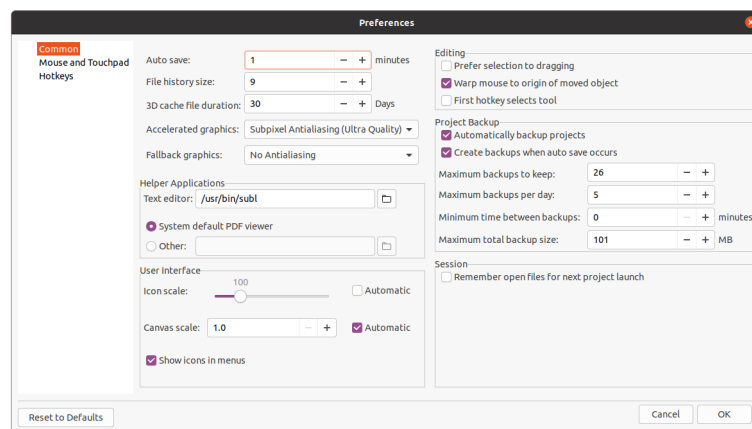 Preferences
Common
Mouse and Touchpad
Hotkeys
Auto save: 1 minutes
File history size: 9
3D cache file duration: 30 Days
Accelerated graphics: Subpixel Antialiasing (Ultra Quality)
Fallback graphics: No Antialiasing
Helper Applications
Text editor: /usr/bin/subl
System default PDF viewer
Other:
User Interface
100
Icon scale: Automatic
Canvas scale: 1.0 Automatic
Show icons in menus
Editing
Prefer selection to dragging
Warp mouse to origin of moved object
First hotkey selects tool
Project Backup
Automatically backup projects
Create backups when auto save occurs
Maximum backups to keep: 26
Maximum backups per day: 5
Minimum time between backups: 0 minutes
Maximum total backup size: 101 MB
Session
Remember open files for next project launch
Reset to Defaults
Cancel OK